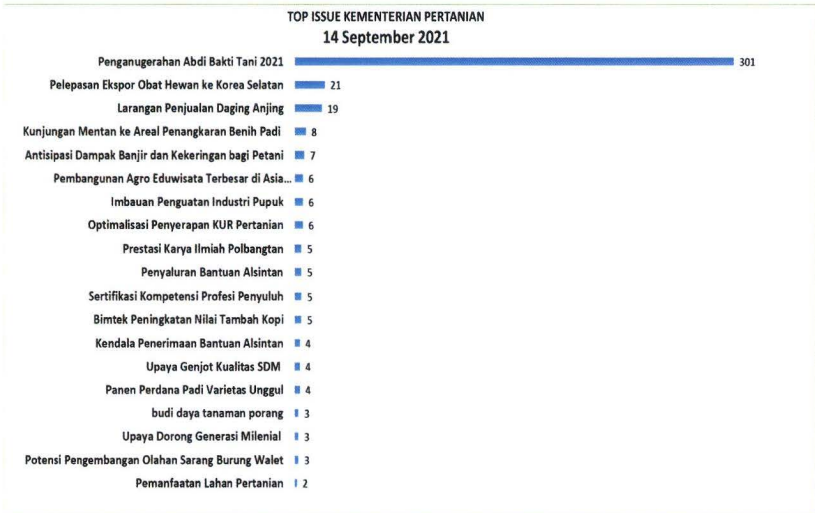 TOP ISSUE KEMENTERIAN PERTANIAN
14 September 2021
Penganugerahan Abdi Bakti Tani 2021 301
Pelepasan Ekspor Obat Hewan ke Korea Selatan 21
Larangan Penjualan Daging Anjing 19
Kunjungan Mentan ke Areal Penangkaran Benih Padi 8
Antisipasi Dampak Banjir dan Kekeringan bagi Petani 7
Pembangunan Agro Eduwisata Terbesar di Asia... 6
Imbauan Penguatan Industri Pupuk 6
Optimalisasi Penyerapan KUR Pertanian 6
Prestasi Karya Ilmiah Polbangtan 5
Penyaluran Bantuan Alsintan 5
Sertifikasi Kompetensi Profesi Penyuluh 5
Bimtek Peningkatan Nilai Tambah Kopi 5
Kendala Penerimaan Bantuan Alsintan 4
Upaya Genjot Kualitas SDM 4
Panen Perdana Padi Varietas Unggul 4
budi daya tanaman porang 3
Upaya Dorong Generasi Milenial 3
Potensi Pengembangan Olahan Sarang Burung Walet 3
Pemanfaatan Lahan Pertanian 2